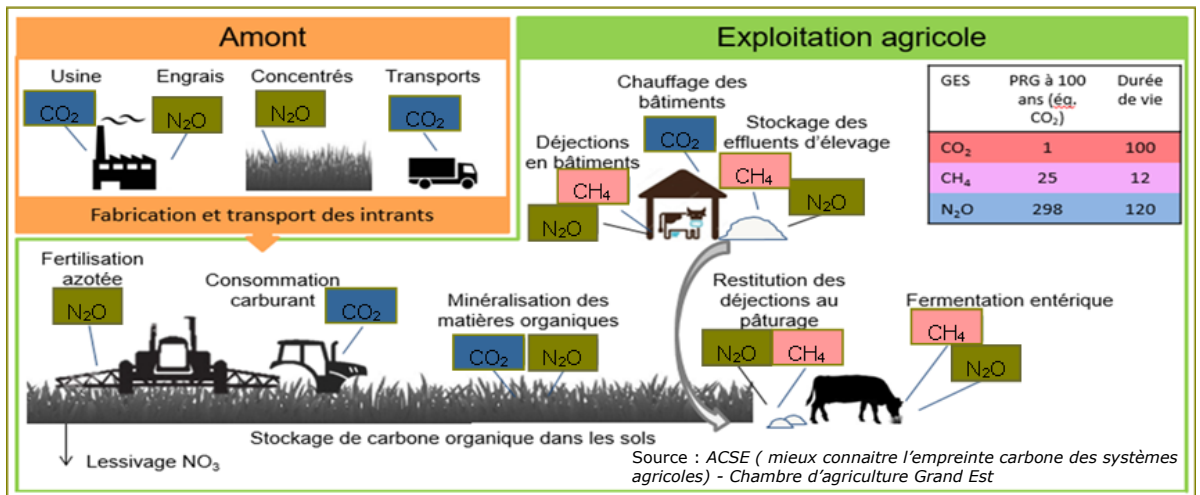 Amont
Usine
Engrais
Concentrés
Transports
CO₂
N₂O
N₂O
CO₂
Fabrication et transport des intrants
Exploitation agricole
Chauffage des
bâtiments
CO₂
Déjections
en bâtiments
CH₄
N₂O
Stockage des
effluents d'élevage
CH₄
N₂O
GES
PRG à 100
ans (éq.
CO₂)
Durée
de vie
CO₂ 1 100
CH₄ 25 12
N₂O 298 120
Fertilisation
azotée
N₂O
Consommation
carburant
CO₂
Minéralisation des
matières organiques
CO₂ N₂O
Restitution des
déjections au
pâturage
N₂O CH₄
Fermentation entérique
CH₄
N₂O
Stockage de carbone organique dans les sols
Lessivage NO₃
Source : ACSE ( mieux connaitre l'empreinte carbone des systèmes
agricoles) - Chambre d'agriculture Grand Est